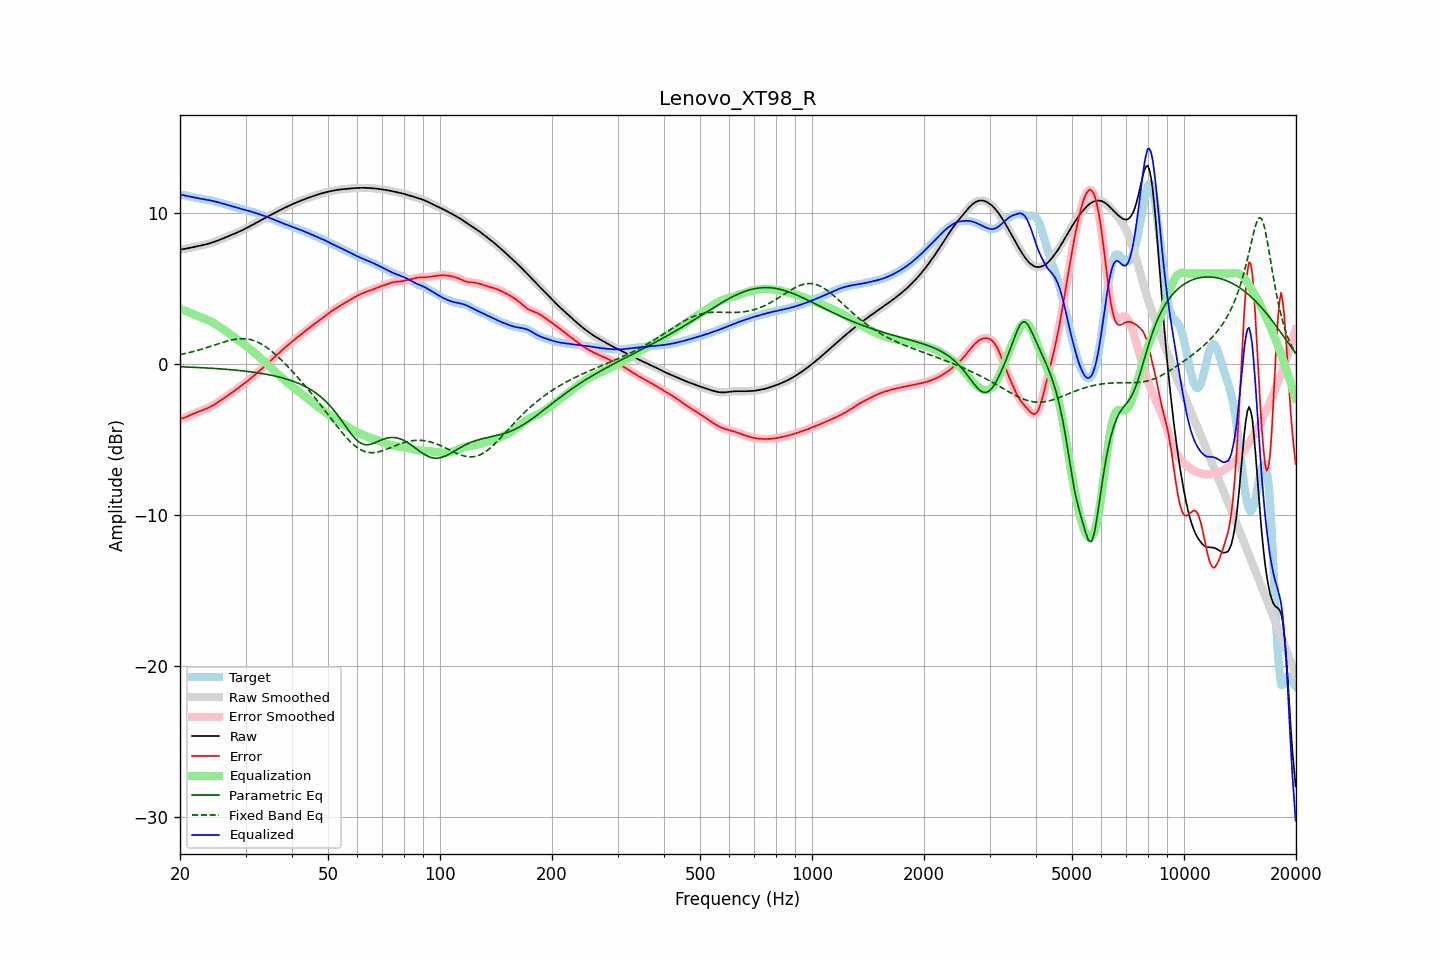 Lenovo_XT98_R
Amplitude (dBr)
10
0
−10
−20
−30
Target
Raw Smoothed
Error Smoothed
Raw
Error
Equalization
Parametric Eq
Fixed Band Eq
Equalized
20 50 100 200 500 1000 2000 5000 10000 20000
Frequency (Hz)